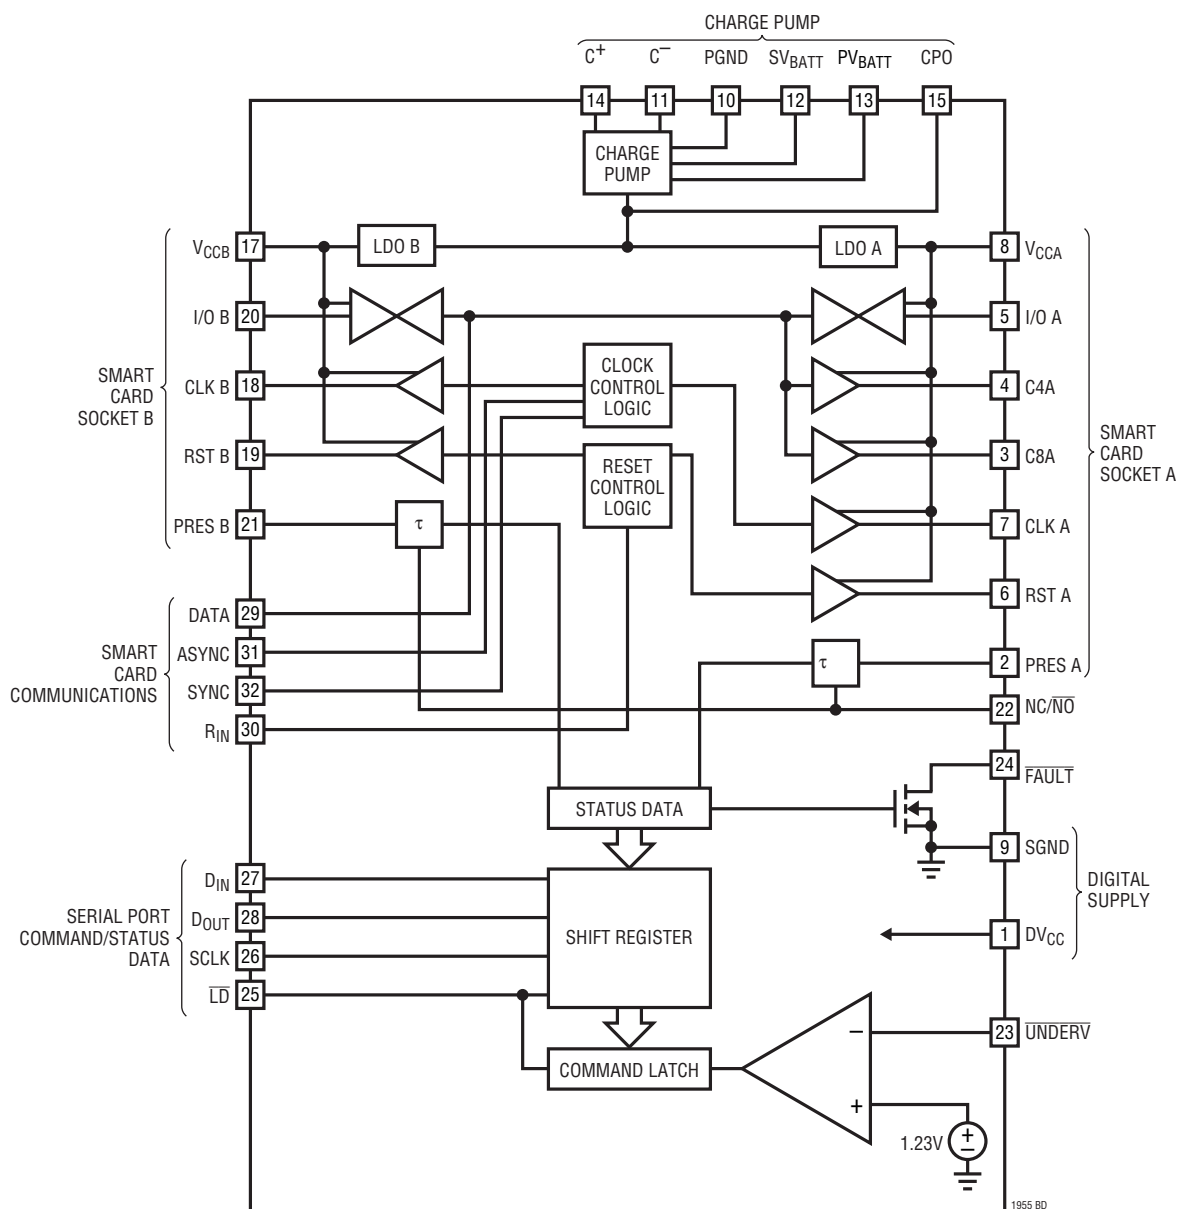 CHARGE PUMP
C+ C− PGND SVBATT PVBATT CPO
14 11 10 12 13 15
CHARGE
PUMP
VCCB 17
LDO B
LDO A
8 VCCA
I/O B 20
5 I/O A
SMART
CARD
SOCKET B
CLK B 18
CLOCK
CONTROL
LOGIC
4 C4A
RST B 19
RESET
CONTROL
LOGIC
3 C8A
SMART
CARD
SOCKET A
PRES B 21
τ
7 CLK A
DATA 29
6 RST A
SMART
CARD
COMMUNICATIONS
ASYNC 31
τ
2 PRES A
SYNC 32
22 NC/N̅O̅
RIN 30
24 F̅A̅U̅L̅T̅
STATUS DATA
9 SGND
DIGITAL
SUPPLY
1 DVCC
SERIAL PORT
COMMAND/STATUS
DATA
DIN 27
DOUT 28
SCLK 26
L̅D̅ 25
SHIFT REGISTER
23 U̅N̅D̅E̅R̅V̅
COMMAND LATCH
−
+
1.23V
+
−
1955 BD